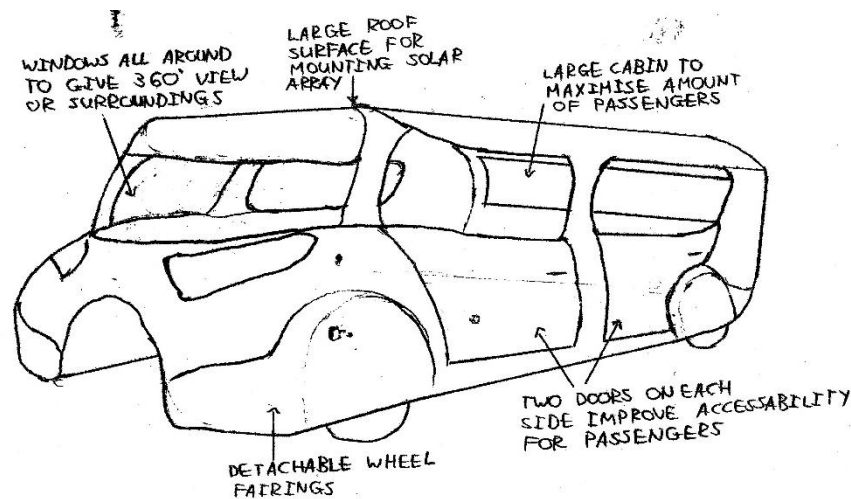 WINDOWS ALL AROUND
TO GIVE 360° VIEW
OR SURROUNDINGS
LARGE ROOF
SURFACE FOR
MOUNTING SOLAR
ARRAY
LARGE CABIN TO
MAXIMISE AMOUNT
OF PASSENGERS
TWO DOORS ON EACH
SIDE IMPROVE ACCESSABILITY
FOR PASSENGERS
DETACHABLE WHEEL
FAIRINGS